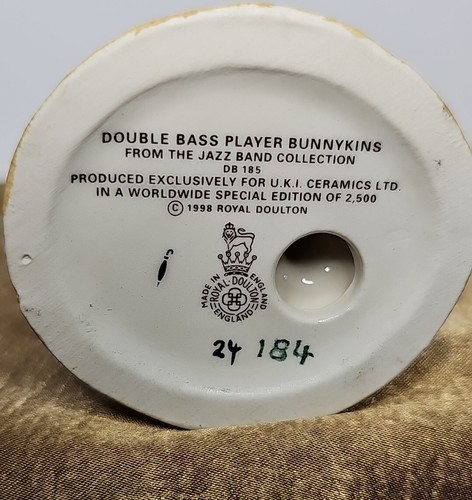 DOUBLE BASS PLAYER BUNNYKINS
FROM THE JAZZ BAND COLLECTION
DB 185
PRODUCED EXCLUSIVELY FOR U.K.I. CERAMICS LTD.
IN A WORLDWIDE SPECIAL EDITION OF 2,500
© 1998 ROYAL DOULTON
MADE IN ENGLAND
ROYAL·DOULTON
ENGLAND
24 184